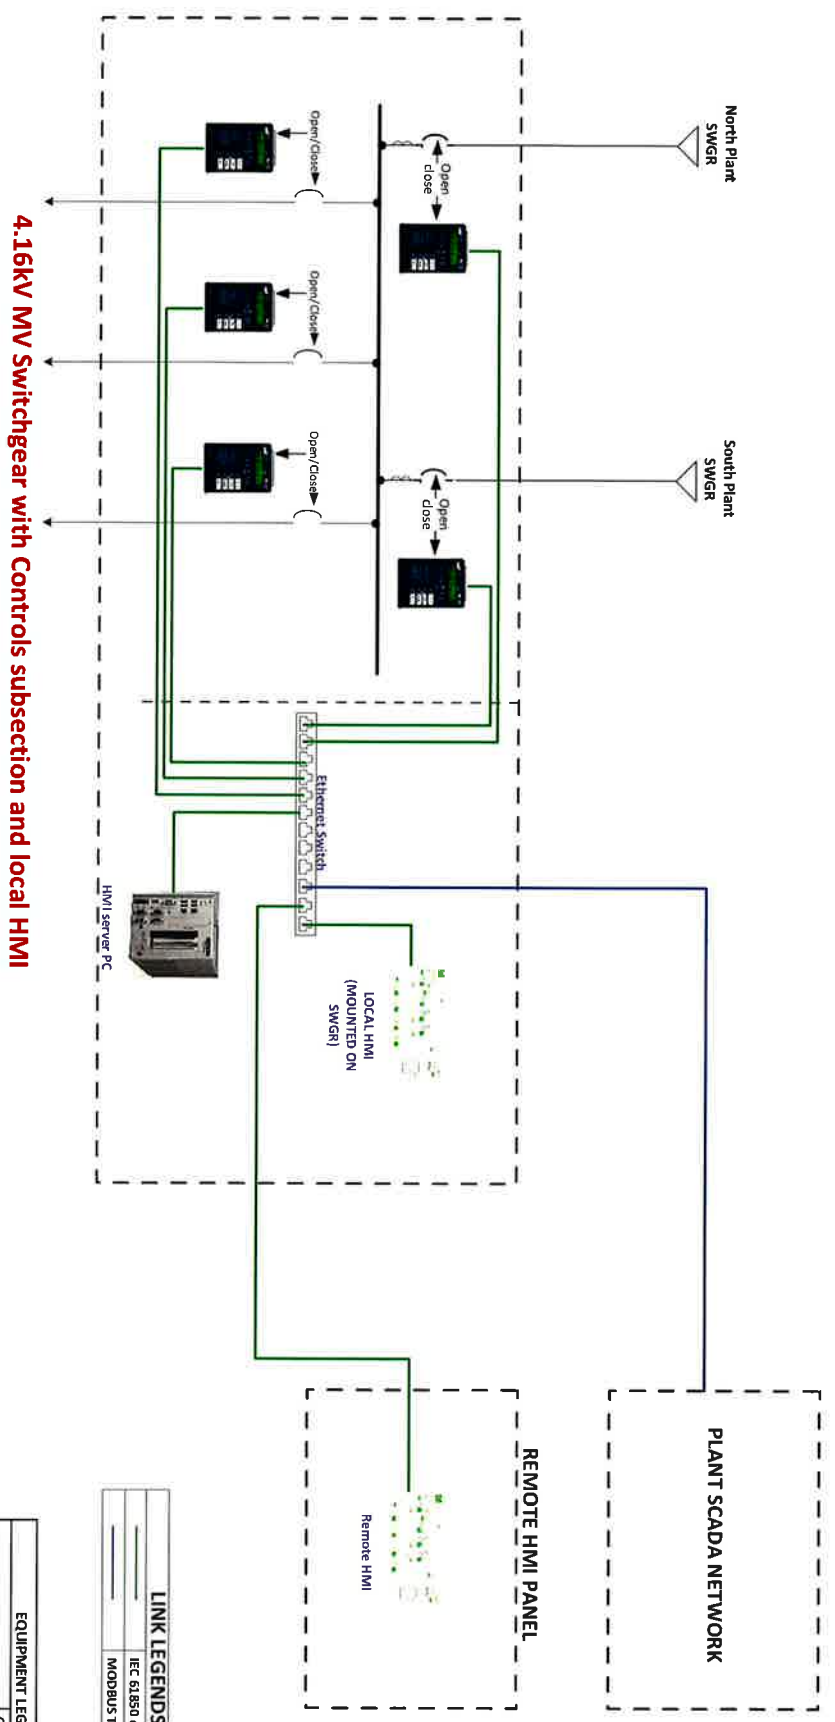 North Plant
SWGR
South Plant
SWGR
Open
close
Open
close
Open/Close
Open/Close
Open/Close
Ethernet Switch
HMI server PC
LOCAL HMI
(MOUNTED ON
SWGR)
PLANT SCADA NETWORK
REMOTE HMI PANEL
Remote HMI
4.16kV MV Switchgear with Controls subsection and local HMI
LINK LEGENDS
IEC 61850
MODBUS T
EQUIPMENT LEG